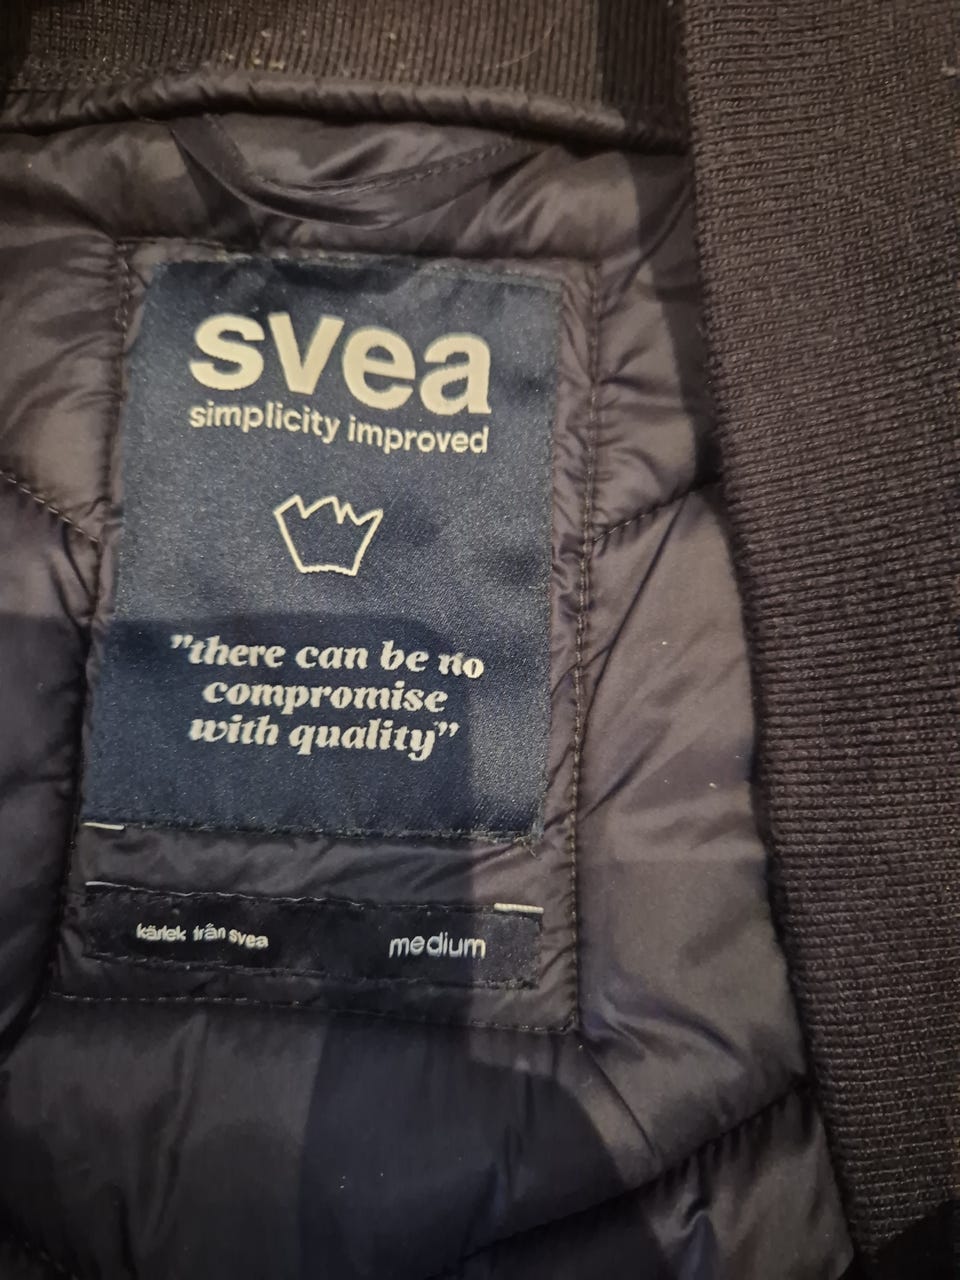 svea
simplicity improved
”there can be no
compromise
with quality”
kärlek från svea
medium